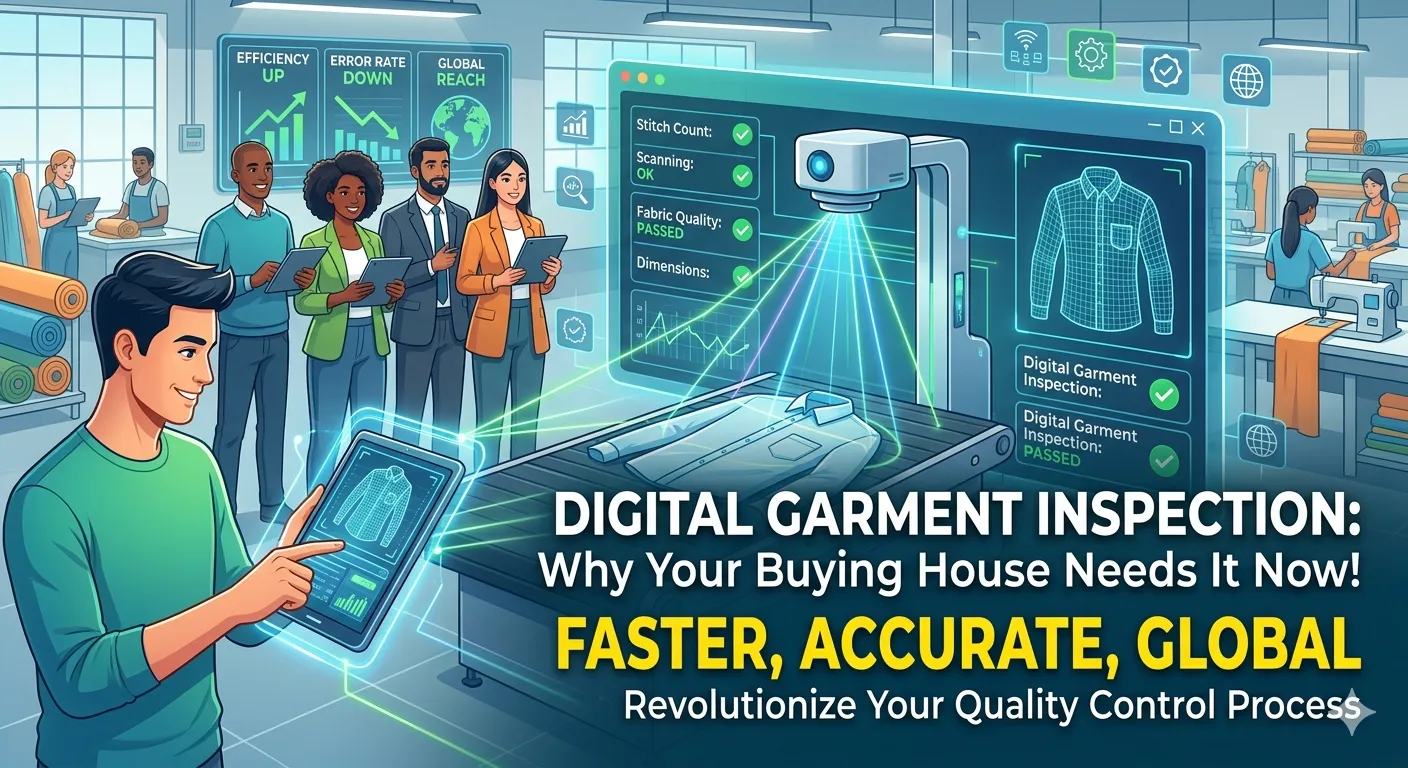 EFFICIENCY
UP
ERROR RATE
DOWN
GLOBAL
REACH
Stitch Count:
Scanning:
OK
Fabric Quality:
PASSED
Dimensions:
Digital Garment
Inspection:
Digital Garment
Inspection:
PASSED
DIGITAL GARMENT INSPECTION:
Why Your Buying House Needs It Now!
FASTER, ACCURATE, GLOBAL
Revolutionize Your Quality Control Process